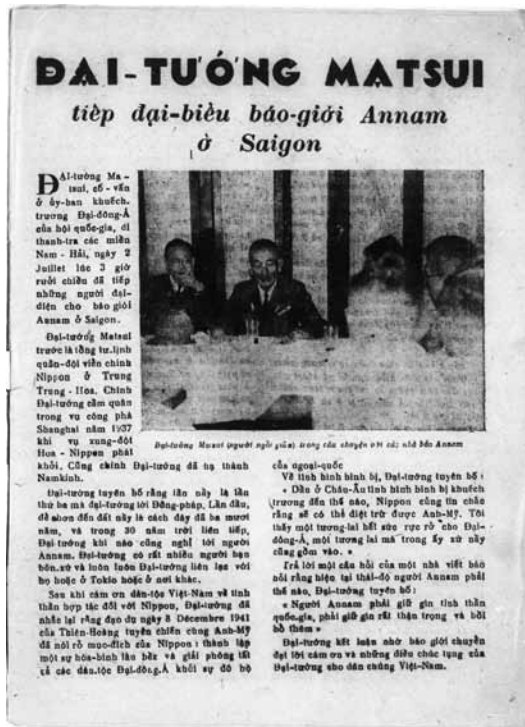 ĐẠI-TƯỚNG MATSUI
tiếp đại-biểu báo-giới Annam
ở Saigon
ĐẠI-tướng Ma-
tsui, cố-vấn
ở ủy-ban khuếch-
trương Đại-đông-Á
của hội quốc-gia, đi
thanh-tra các miền
Nam-Hải, ngày 2
Juillet lúc 3 giờ
rưỡi chiều đã tiếp
những người đại-
diện cho báo giới
Annam ở Saigon.
Đại-tướng Matsui
trước là tổng tư-lịnh
quân-đội viễn chinh
Nippon ở Trung
Trung-Hoa. Chính
Đại-tướng cầm quân
trong vụ công phá
Shanghai năm 1937
khi vụ xung-đột
Hoa-Nippon phát
khởi. Cũng chính Đại-tướng đã hạ thành
Namkinh.
Đại-tướng tuyên bố rằng lần này là lần
thứ ba mà đại-tướng tới Đông-pháp. Lần đầu,
để chơn đến đất này là cách đây đã ba mươi
năm, và trong 30 năm trời liên tiếp,
Đại-tướng khi nào cũng nghĩ tới người
Annam. Đại-tướng có rất nhiều người bạn
bổn-xứ và luôn luôn Đại-tướng liên lạc với
họ hoặc ở Tokio hoặc ở nơi khác.
Sau khi cám ơn dân-tộc Việt-Nam về tinh
thần hợp tác đối với Nippon, Đại-tướng đã
nhắc lại rằng đạo dụ ngày 8 Décembre 1941
của Thiên-Hoàng tuyên chiến cùng Anh-Mỹ
đã nói rõ mục-đích của Nippon: thành lập
một sự hòa-bình lâu bền và giải phóng tất
cả các dân-tộc Đại-đông-Á khỏi sự đô hộ
Đại-tướng Matsui (người ngồi giữa) trong câu chuyện với các nhà báo Annam
của ngoại-quốc
Về tình hình binh bị, Đại-tướng tuyên bố:
« Dầu ở Châu-Âu tình hình binh bị khuếch
trương đến thế nào, Nippon cũng tin chắc
rằng sẽ có thể diệt trừ được Anh-Mỹ. Tôi
thấy một tương-lai hết sức rực rỡ cho Đại-
đông-Á, một tương lai mà trong ấy xứ này
cũng gồm vào. »
Trả lời một câu hỏi của một nhà viết báo
hỏi rằng hiện tại thái-độ người Annam phải
thế nào, Đại-tướng tuyên bố:
« Người Annam phải giữ gìn tinh thần
quốc-gia, phải giữ gìn rất thận trọng và bồi
bổ thêm »
Đại-tướng kết luận nhờ báo giới chuyển
đạt lời cám ơn và những điều chúc tụng của
Đại-tướng cho dân chúng Việt-Nam.